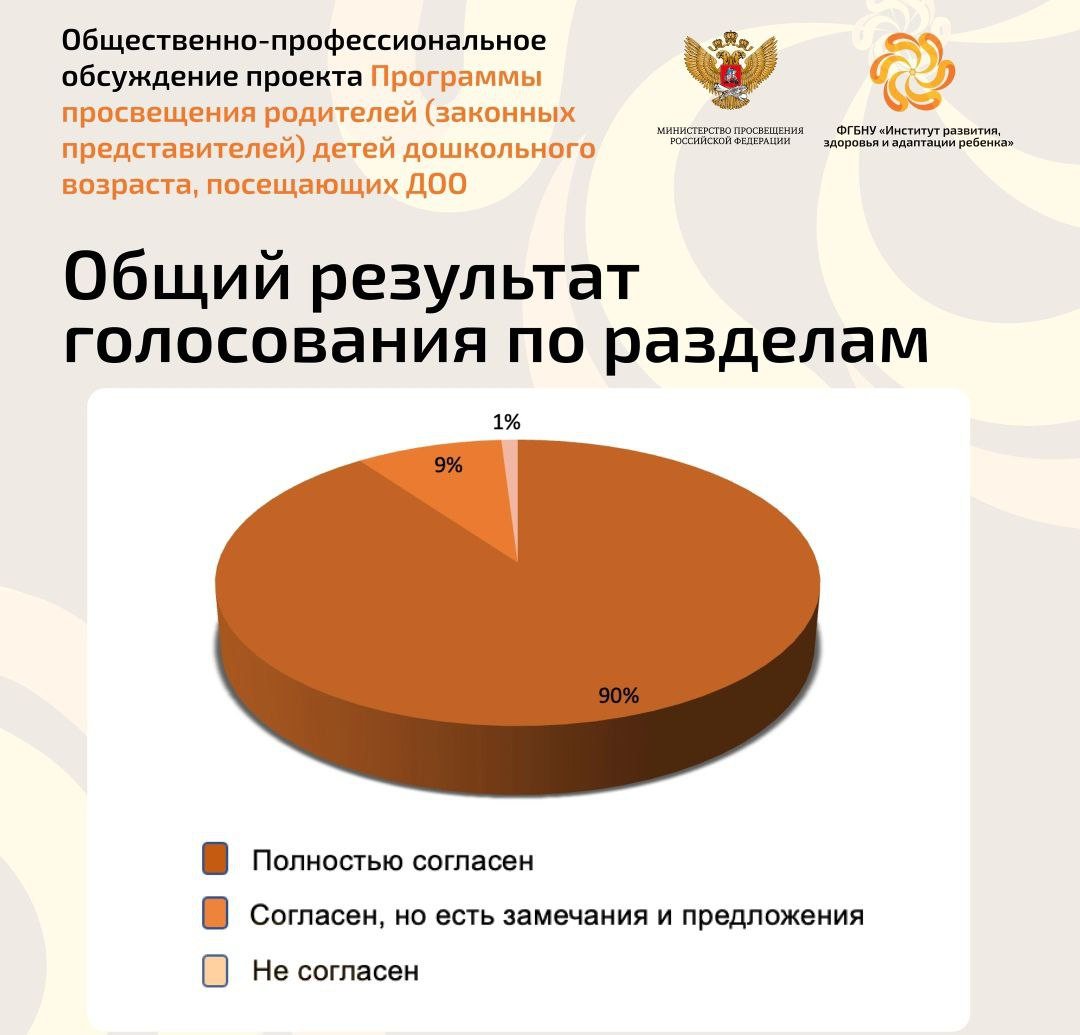 Общественно-профессиональное
обсуждение проекта Программы
просвещения родителей (законных
представителей) детей дошкольного
возраста, посещающих ДОО
МИНИСТЕРСТВО ПРОСВЕЩЕНИЯ
РОССИЙСКОЙ ФЕДЕРАЦИИ
ФГБНУ «Институт развития,
здоровья и адаптации ребенка»
Общий результат
голосования по разделам
1%
9%
90%
Полностью согласен
Согласен, но есть замечания и предложения
Не согласен